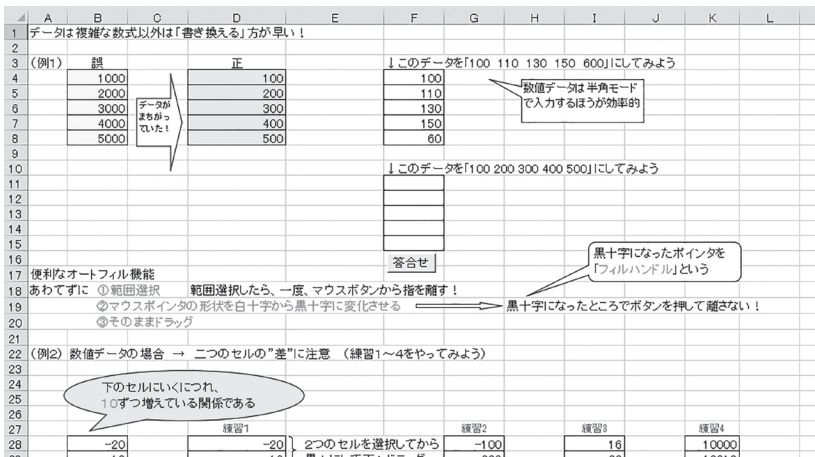 A B C D E F G H I J K L
1 データは複雑な数式以外は「書き換える」方が早い！
2
3 (例1) 誤 正 ↓このデータを「100 110 130 150 600」にしてみよう
4 1000 100 100
5 2000 200 110
6 3000 300 130
7 4000 400 150
8 5000 500 60
データが
まちがっ
ていた！
数値データは半角モード
で入力するほうが効率的
9
10 ↓このデータを「100 200 300 400 500」にしてみよう
11
12
13
14
15
16 答合せ
黒十字になったポインタを
「フィルハンドル」という
17 便利なオートフィル機能
18 あわてずに ①範囲選択 範囲選択したら、一度、マウスボタンから指を離す！
19 ②マウスポインタの形状を白十字から黒十字に変化させる 黒十字になったところでボタンを押して離さない！
20 ③そのままドラッグ
21
22 (例2) 数値データの場合 → 二つのセルの"差"に注意 （練習1～4をやってみよう）
23
24 下のセルにいくにつれ、
25 10ずつ増えている関係である
26
27 練習1 練習2 練習3 練習4
28 -20 -20 2つのセルを選択してから -100 16 10000